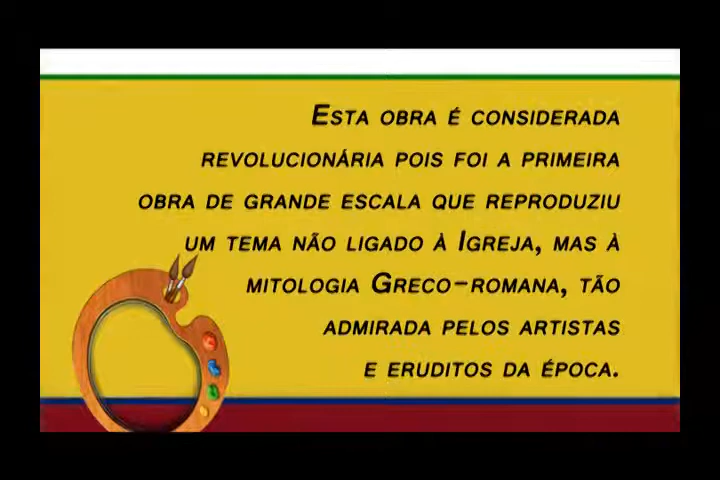 Esta obra é considerada
revolucionária pois foi a primeira
obra de grande escala que reproduziu
um tema não ligado à Igreja, mas à
mitologia Greco-romana, tão
admirada pelos artistas
e eruditos da época.